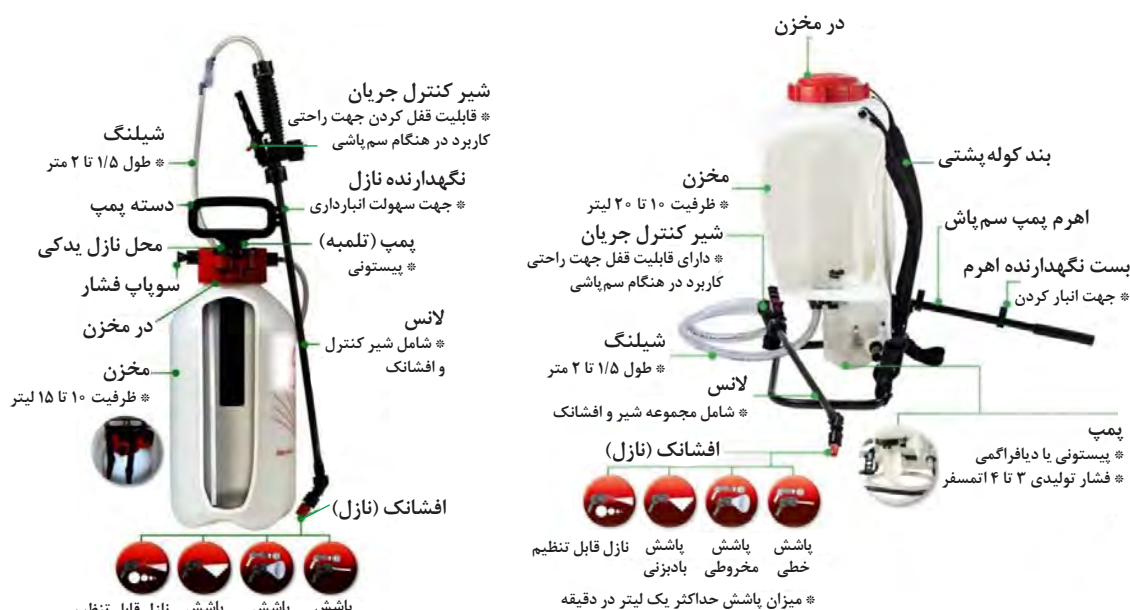 در مخزن
بند کوله پشتی
مخزن
* ظرفیت ۱۰ تا ۲۰ لیتر
اهرم پمپ سم‌پاش
شیر کنترل جریان
* دارای قابلیت قفل جهت راحتی
کاربرد در هنگام سم‌پاشی
بست نگهدارنده اهرم
* جهت انبار کردن
شیلنگ
* طول ۱/۵ تا ۲ متر
لانس
* شامل مجموعه شیر و افشانک
پمپ
* پیستونی یا دیافراگمی
* فشار تولیدی ۳ تا ۴ اتمسفر
افشانک (نازل)
پاشش خطی
پاشش مخروطی
پاشش بادبزنی
نازل قابل تنظیم
* میزان پاشش حداکثر یک لیتر در دقیقه
شیر کنترل جریان
* قابلیت قفل کردن جهت راحتی
کاربرد در هنگام سم‌پاشی
شیلنگ
* طول ۱/۵ تا ۲ متر
نگهدارنده نازل
* جهت سهولت انبارداری
دسته پمپ
پمپ (تلمبه)
* پیستونی
محل نازل یدکی
سوپاپ فشار
در مخزن
لانس
* شامل شیر کنترل
و افشانک
مخزن
* ظرفیت ۱۰ تا ۱۵ لیتر
افشانک (نازل)
پاشش
پاشش
پاشش
نازل قابل تنظیم